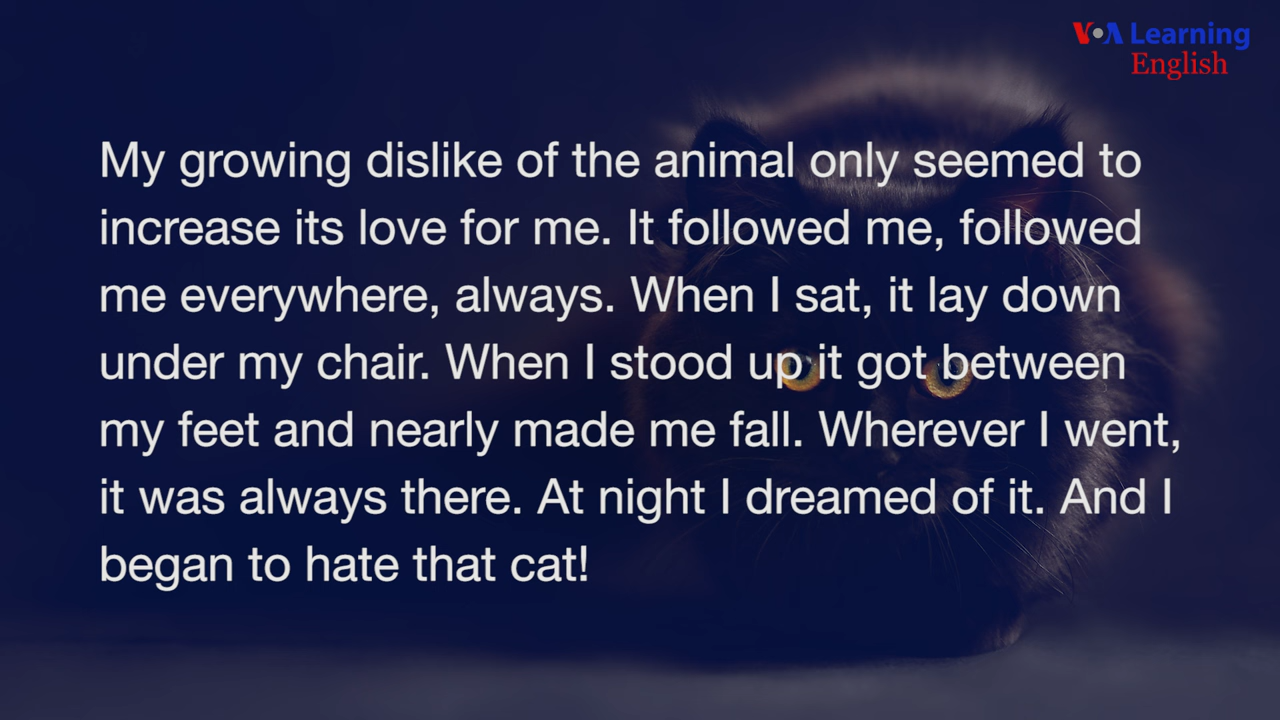 VOA Learning
English
My growing dislike of the animal only seemed to
increase its love for me. It followed me, followed
me everywhere, always. When I sat, it lay down
under my chair. When I stood up it got between
my feet and nearly made me fall. Wherever I went,
it was always there. At night I dreamed of it. And I
began to hate that cat!